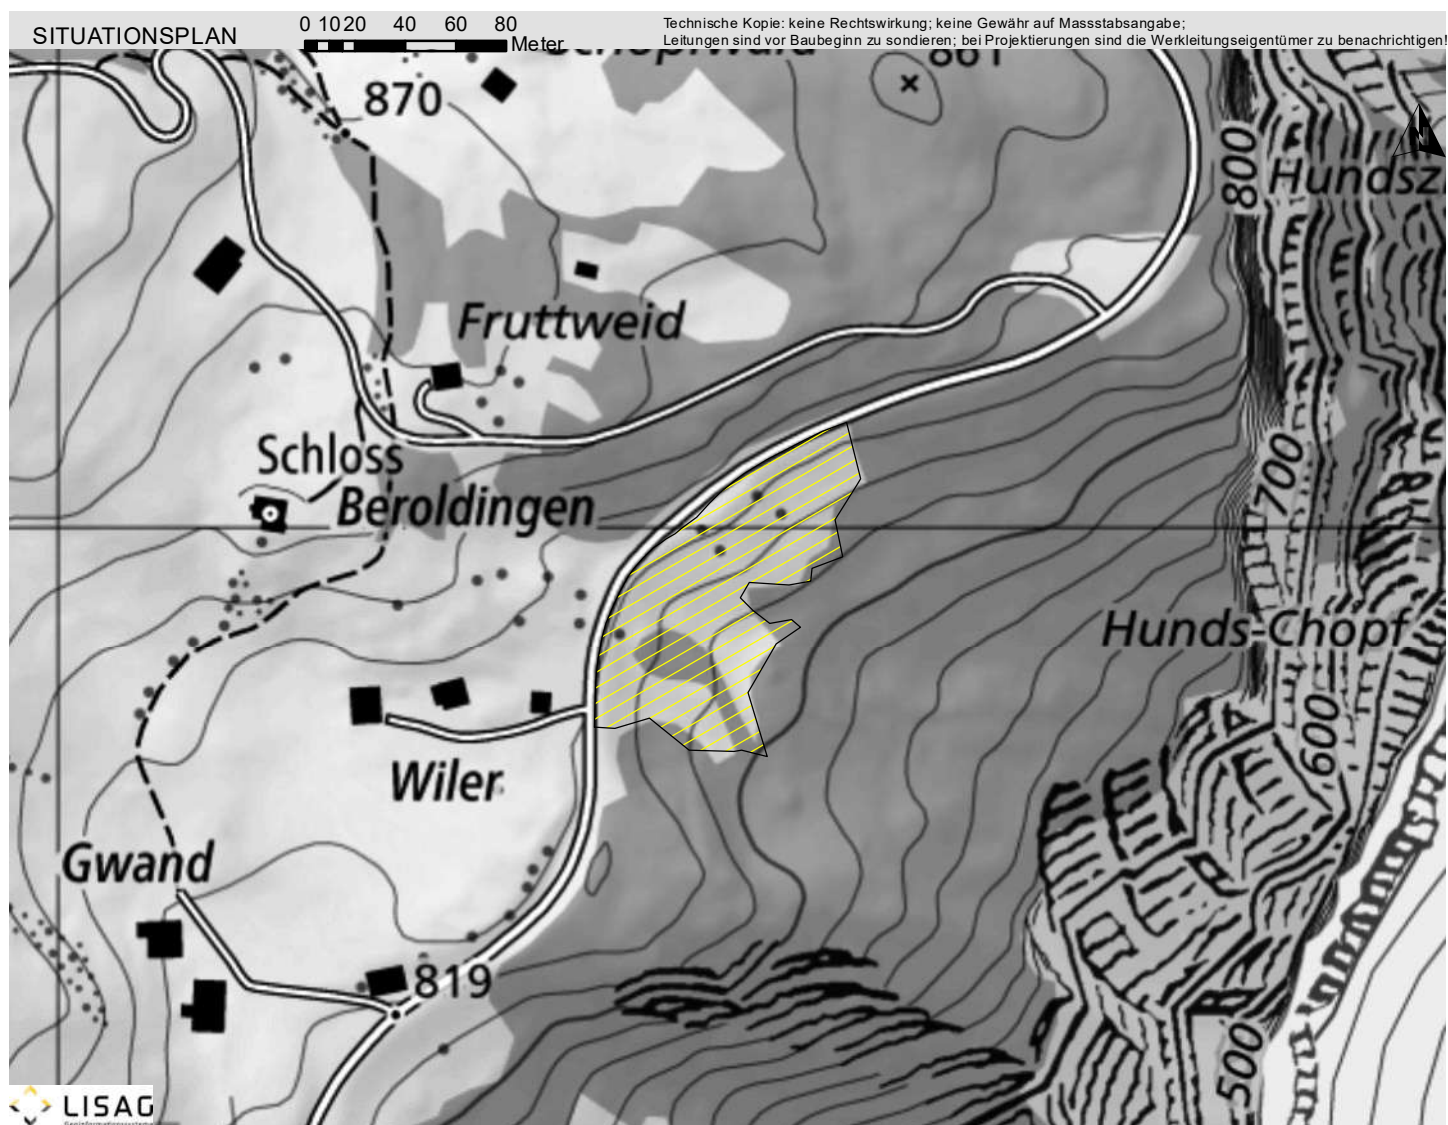 SITUATIONSPLAN
0 10 20 40 60 80
Meter
Technische Kopie: keine Rechtswirkung; keine Gewähr auf Massstabsangabe;
Leitungen sind vor Baubeginn zu sondieren; bei Projektierungen sind die Werkleitungseigentümer zu benachrichtigen!
861
870
800
Hundsz
Fruttweid
Schloss
Beroldingen
700
Hunds-Chopf
600
Wiler
Gwand
819
500
LISAG